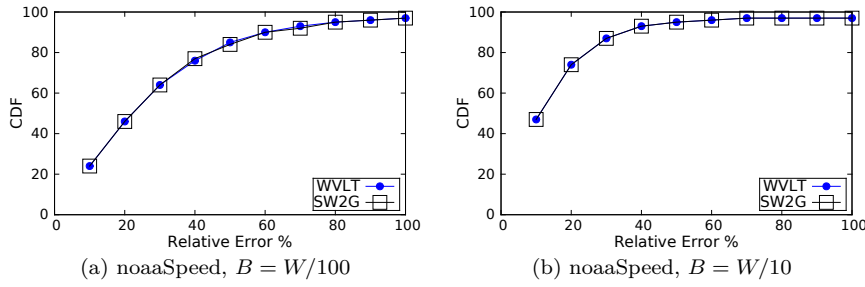 100
80
60
40
20
0
CDF
WVLT
SW2G
0 20 40 60 80 100
Relative Error %
(a) noaaSpeed, B = W/100
100
80
60
40
20
0
CDF
WVLT
SW2G
0 20 40 60 80 100
Relative Error %
(b) noaaSpeed, B = W/10